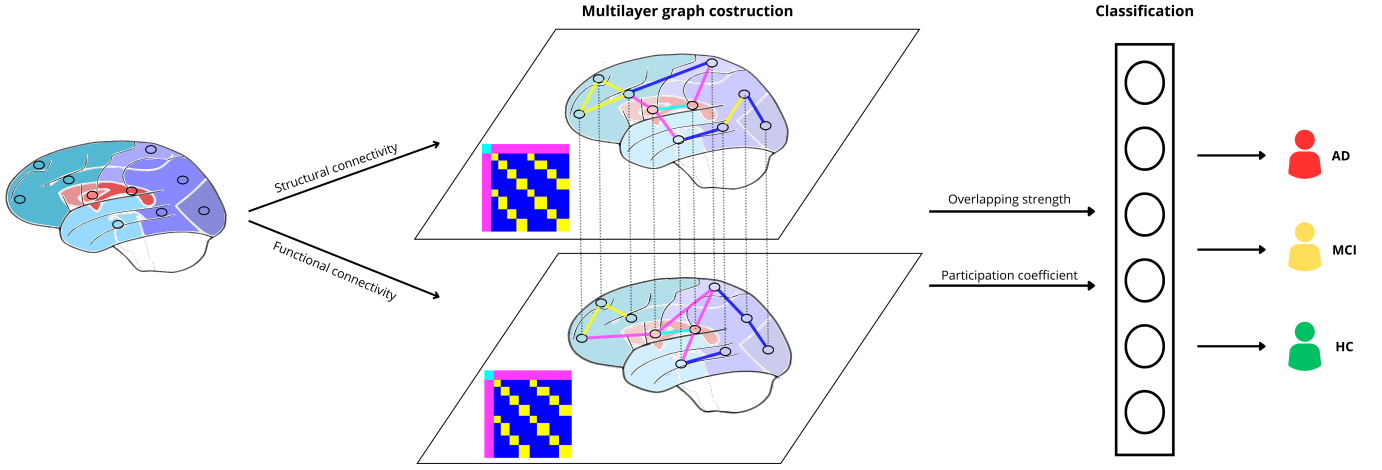 Multilayer graph costruction
Classification
Structural connectivity
Functional connectivity
Overlapping strength
Participation coefficient
AD
MCI
HC